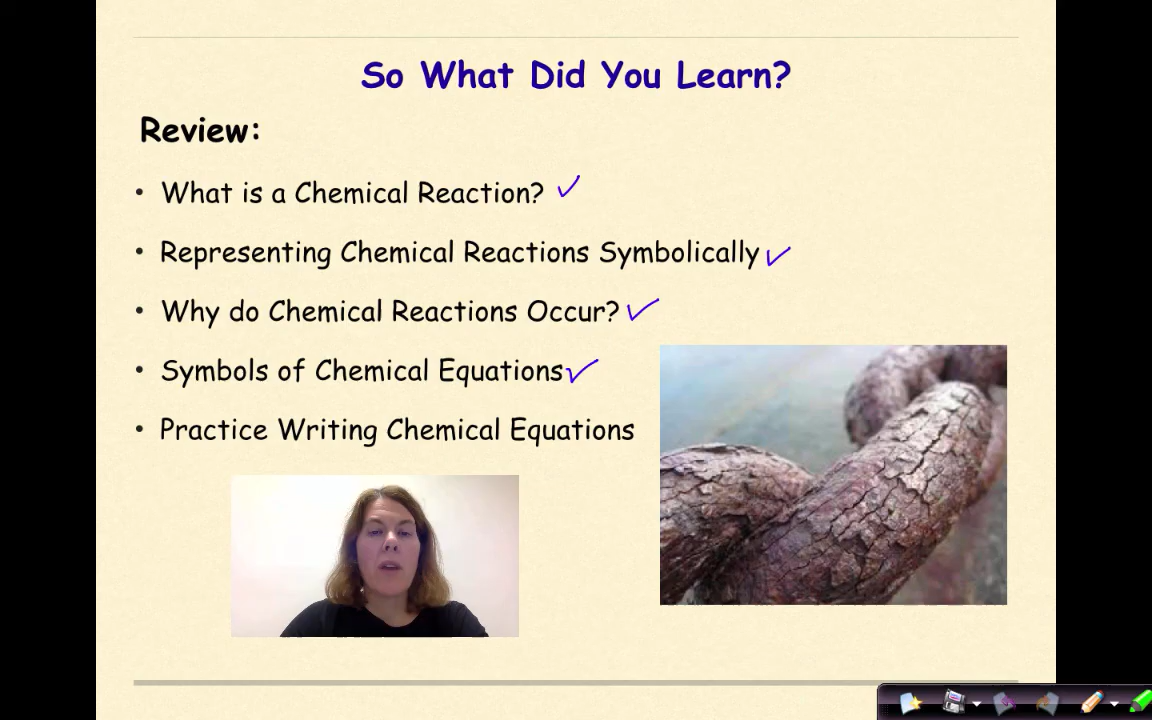 So What Did You Learn?
Review:
• What is a Chemical Reaction? ✓
• Representing Chemical Reactions Symbolically ✓
• Why do Chemical Reactions Occur? ✓
• Symbols of Chemical Equations ✓
• Practice Writing Chemical Equations